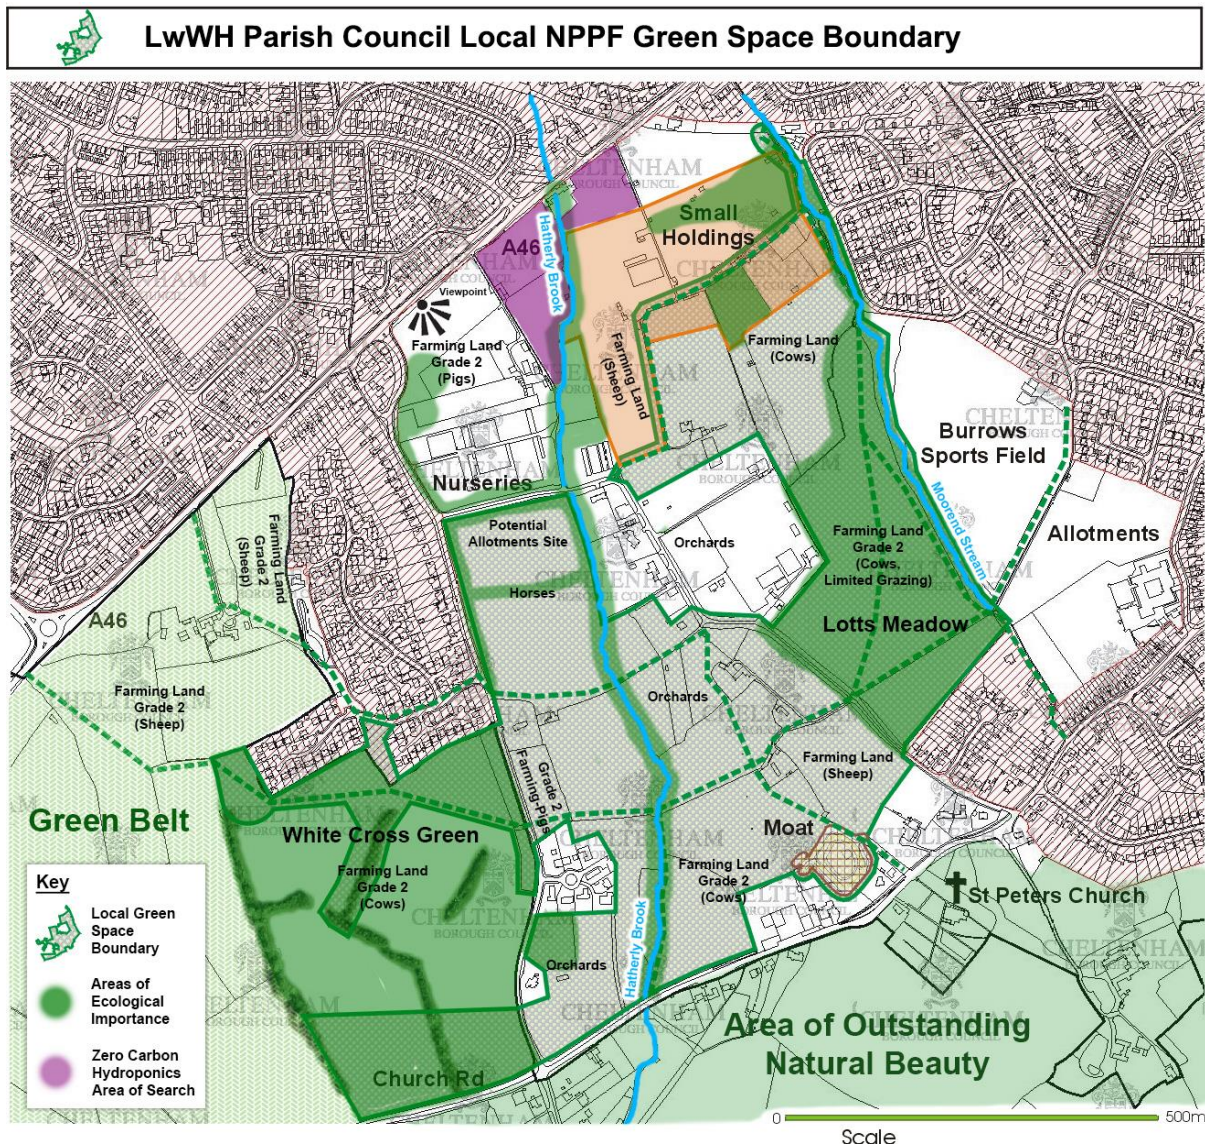 LwWH Parish Council Local NPPF Green Space Boundary
CHELTENHAM
BOROUGH COUNCIL
Small
Holdings
A46
Hatherly Brook
Viewpoint
Farming Land
Grade 2
(Pigs)
Farming Land
(Sheep)
Farming Land
(Cows)
Burrows
Sports Field
Nurseries
Moorend Stream
Potential
Allotments Site
Horses
Orchards
Farming Land
Grade 2
(Cows,
Limited Grazing)
Allotments
Lotts Meadow
Farming Land
Grade 2
(Sheep)
A46
Farming Land
Grade 2
(Sheep)
Orchards
Farming Land
(Sheep)
Grade 2
Farming-Pigs
Green Belt
White Cross Green
Farming Land
Grade 2
(Cows)
Moat
Farming Land
Grade 2
(Cows)
St Peters Church
Orchards
Hatherly Brook
Key
Local Green
Space
Boundary
Areas of
Ecological
Importance
Zero Carbon
Hydroponics
Area of Search
Area of Outstanding
Natural Beauty
Church Rd
0
500m
Scale